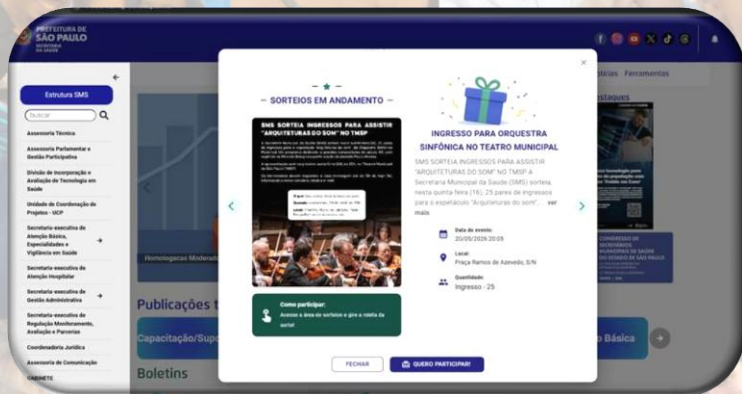 PREFEITURA DE
SÃO PAULO
SECRETARIA
DA SAÚDE
Estrutura SMS
buscar
Assessoria Técnica
Assessoria Parlamentar e
Gestão Participativa
Divisão de Incorporação e
Avaliação de Tecnologia em
Saúde
Unidade de Coordenação de
Projetos - UCP
Secretaria-executiva de
Atenção Básica,
Especialidades e
Vigilância em Saúde
Secretaria-executiva de
Atenção Hospitalar
Secretaria-executiva de
Gestão Administrativa
Secretaria-executiva de
Regulação Monitoramento,
Avaliação e Parcerias
Coordenadoria Jurídica
Assessoria de Comunicação
GABINETE
Publicações
Capacitação/Supo
Boletins
SORTEIOS EM ANDAMENTO
SMS SORTEIA INGRESSOS PARA ASSISTIR
"ARQUITETURAS DO SOM" NO TMSP
Como participar:
Acesse a área de sorteios e gire a roleta da
sorte!
INGRESSO PARA ORQUESTRA
SINFÔNICA NO TEATRO MUNICIPAL
SMS SORTEIA INGRESSOS PARA ASSISTIR
"ARQUITETURAS DO SOM" NO TMSP A
Secretaria Municipal da Saúde (SMS) sorteia
nesta quinta-feira (16), 25 pares de ingressos
para o espetáculo "Arquiteturas do som", ver
mais
Data do evento:
20/05/2026 20:05
Local:
Praça Ramos de Azevedo, S/N
Quantidade:
Ingresso - 25
FECHAR
QUERO PARTICIPAR!
Notícias Ferramentas
Destaques
CONGRESSO DE
SECRETÁRIOS
MUNICIPAIS DE SAÚDE
DO ESTADO DE SÃO PAULO
Básica